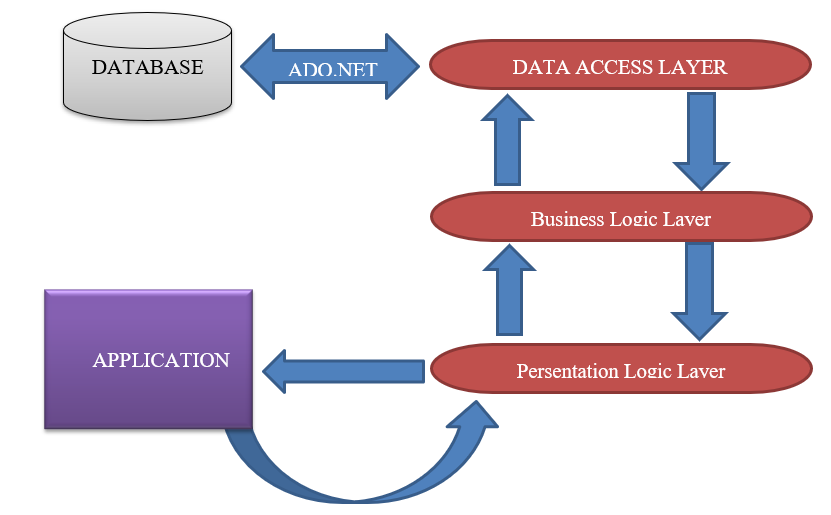 DATABASE
ADO.NET
DATA ACCESS LAYER
Business Logic Layer
APPLICATION
Persentation Logic Layer